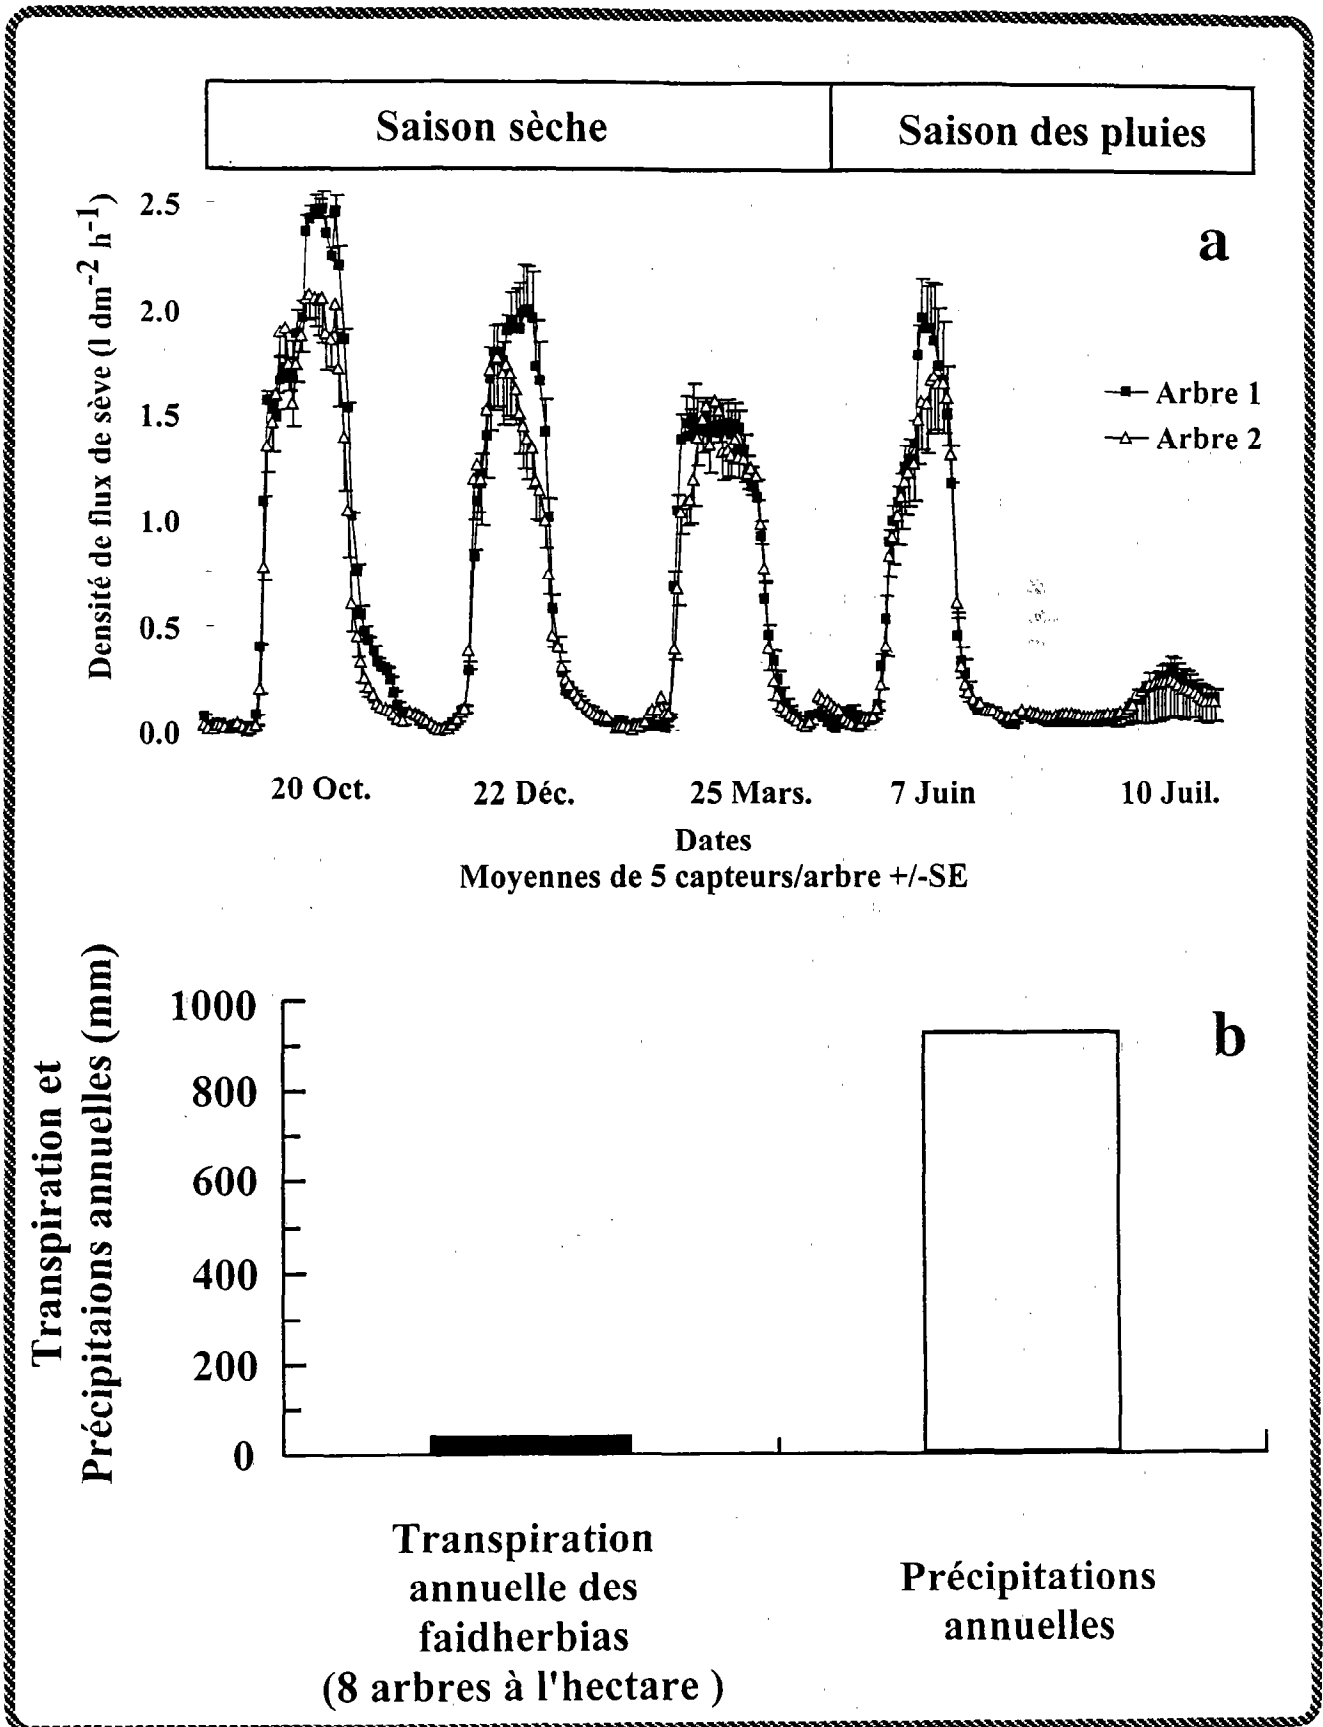 Saison sèche
Saison des pluies
Densité de flux de sève (l dm⁻² h⁻¹)
2.5
2.0
1.5
1.0
0.5
0.0
a
Arbre 1
Arbre 2
20 Oct.
22 Déc.
25 Mars.
7 Juin
10 Juil.
Dates
Moyennes de 5 capteurs/arbre +/-SE
Transpiration et
Précipitaions annuelles (mm)
1000
800
600
400
200
0
b
Transpiration
annuelle des
faidherbias
(8 arbres à l'hectare )
Précipitations
annuelles